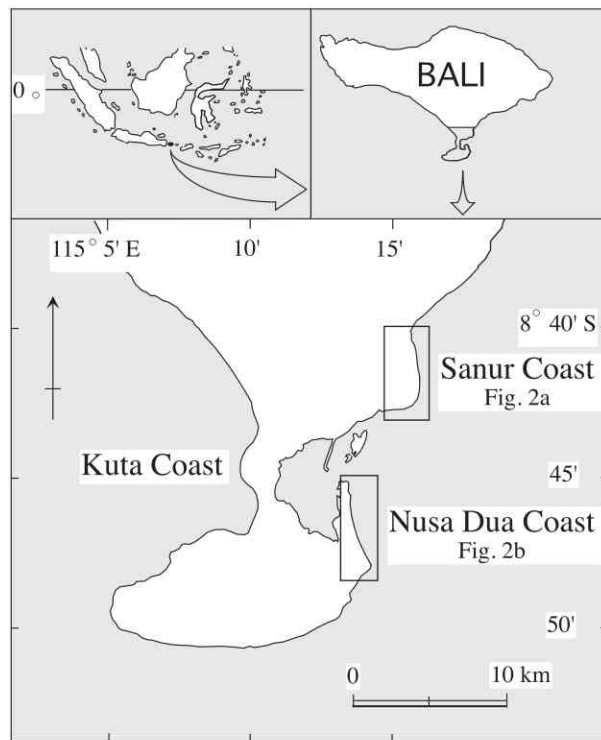 0 °
BALI
115° 5' E
10'
15'
8° 40' S
Sanur Coast
Fig. 2a
Kuta Coast
45'
Nusa Dua Coast
Fig. 2b
50'
0
10 km